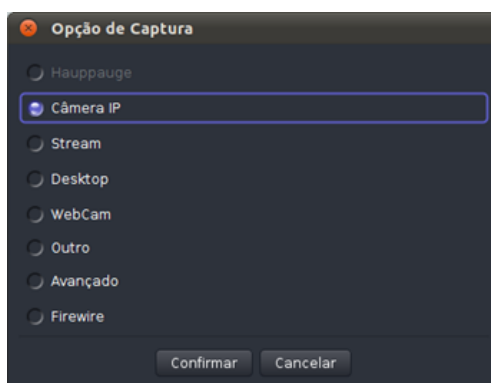 Opção de Captura
Hauppauge
Câmera IP
Stream
Desktop
WebCam
Outro
Avançado
Firewire
Confirmar Cancelar